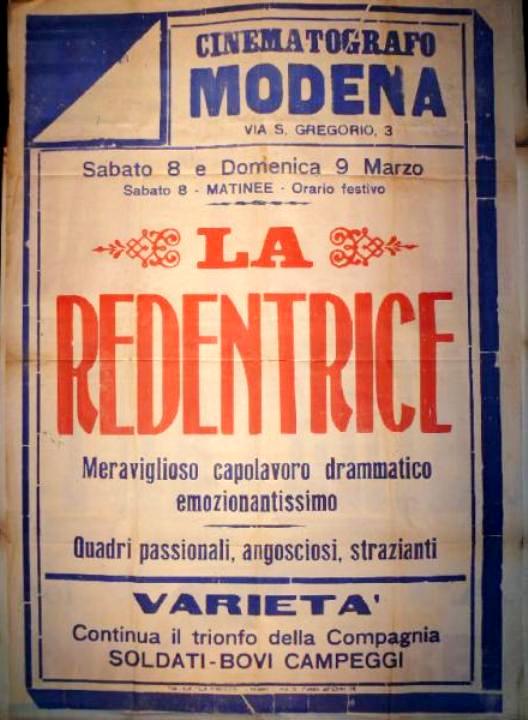 CINEMATOGRAFO
MODENA
VIA S. GREGORIO, 3
Sabato 8 e Domenica 9 Marzo
Sabato 8 - MATINEE - Orario festivo
LA
REDENTRICE
Meraviglioso capolavoro drammatico
emozionantissimo
Quadri passionali, angosciosi, strazianti
VARIETA'
Continua il trionfo della Compagnia
SOLDATI-BOVI CAMPEGGI